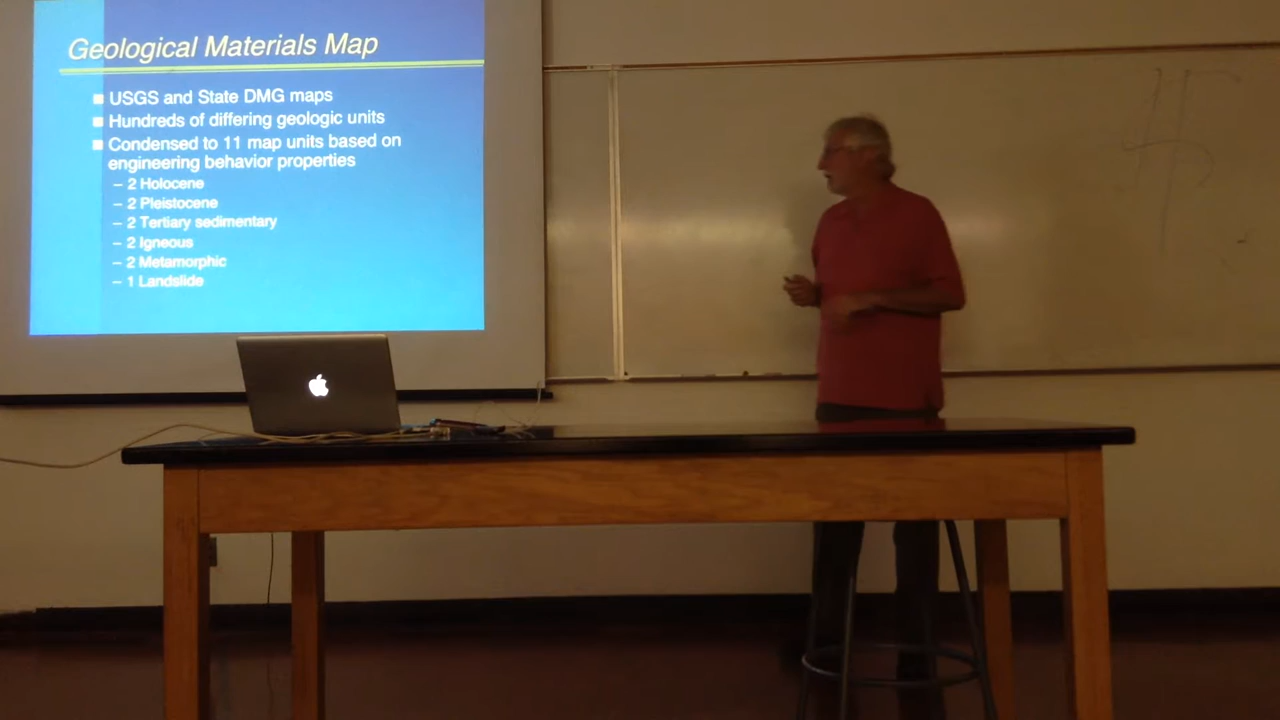 Geological Materials Map
USGS and State DMG maps
Hundreds of differing geologic units
Condensed to 11 map units based on
engineering behavior properties
– 2 Holocene
– 2 Pleistocene
– 2 Tertiary sedimentary
– 2 Igneous
– 2 Metamorphic
– 1 Landslide